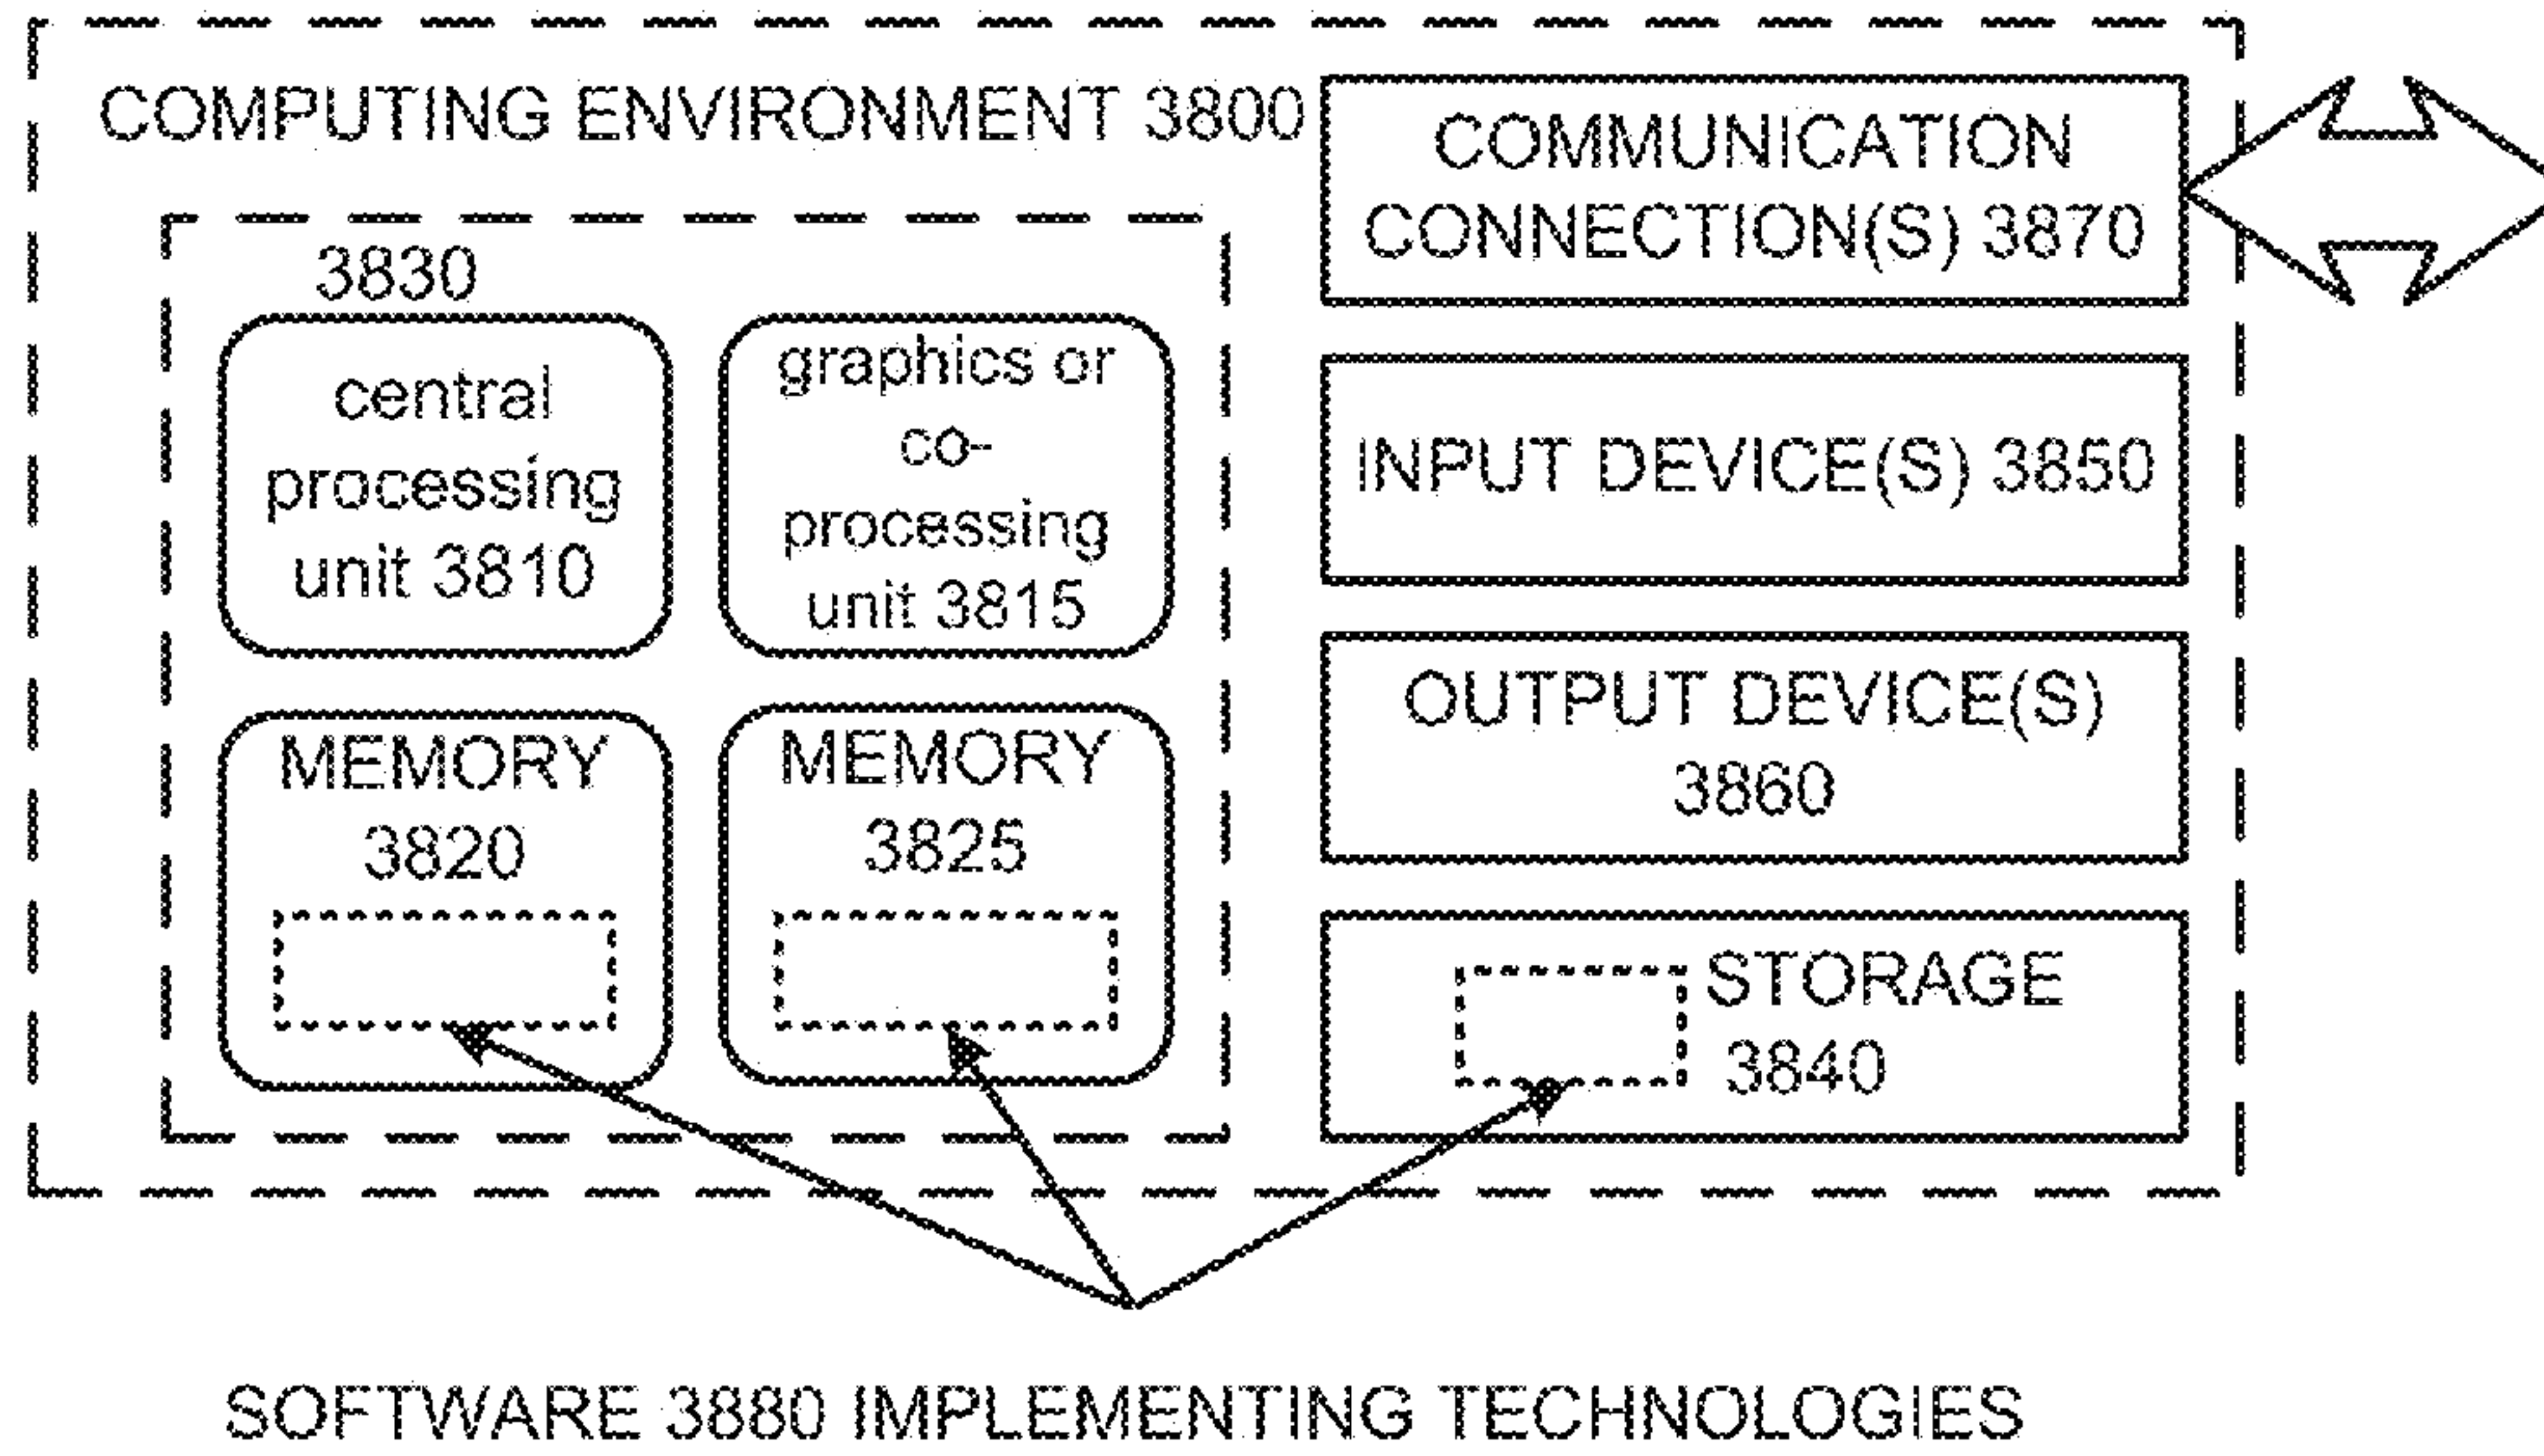 COMPUTING ENVIRONMENT 3800
3830
central
processing
unit 3810
graphics or
co-
processing
unit 3815
MEMORY
3820
MEMORY
3825
COMMUNICATION
CONNECTION(S) 3870
INPUT DEVICE(S) 3850
OUTPUT DEVICE(S)
3860
STORAGE
3840
SOFTWARE 3880 IMPLEMENTING TECHNOLOGIES